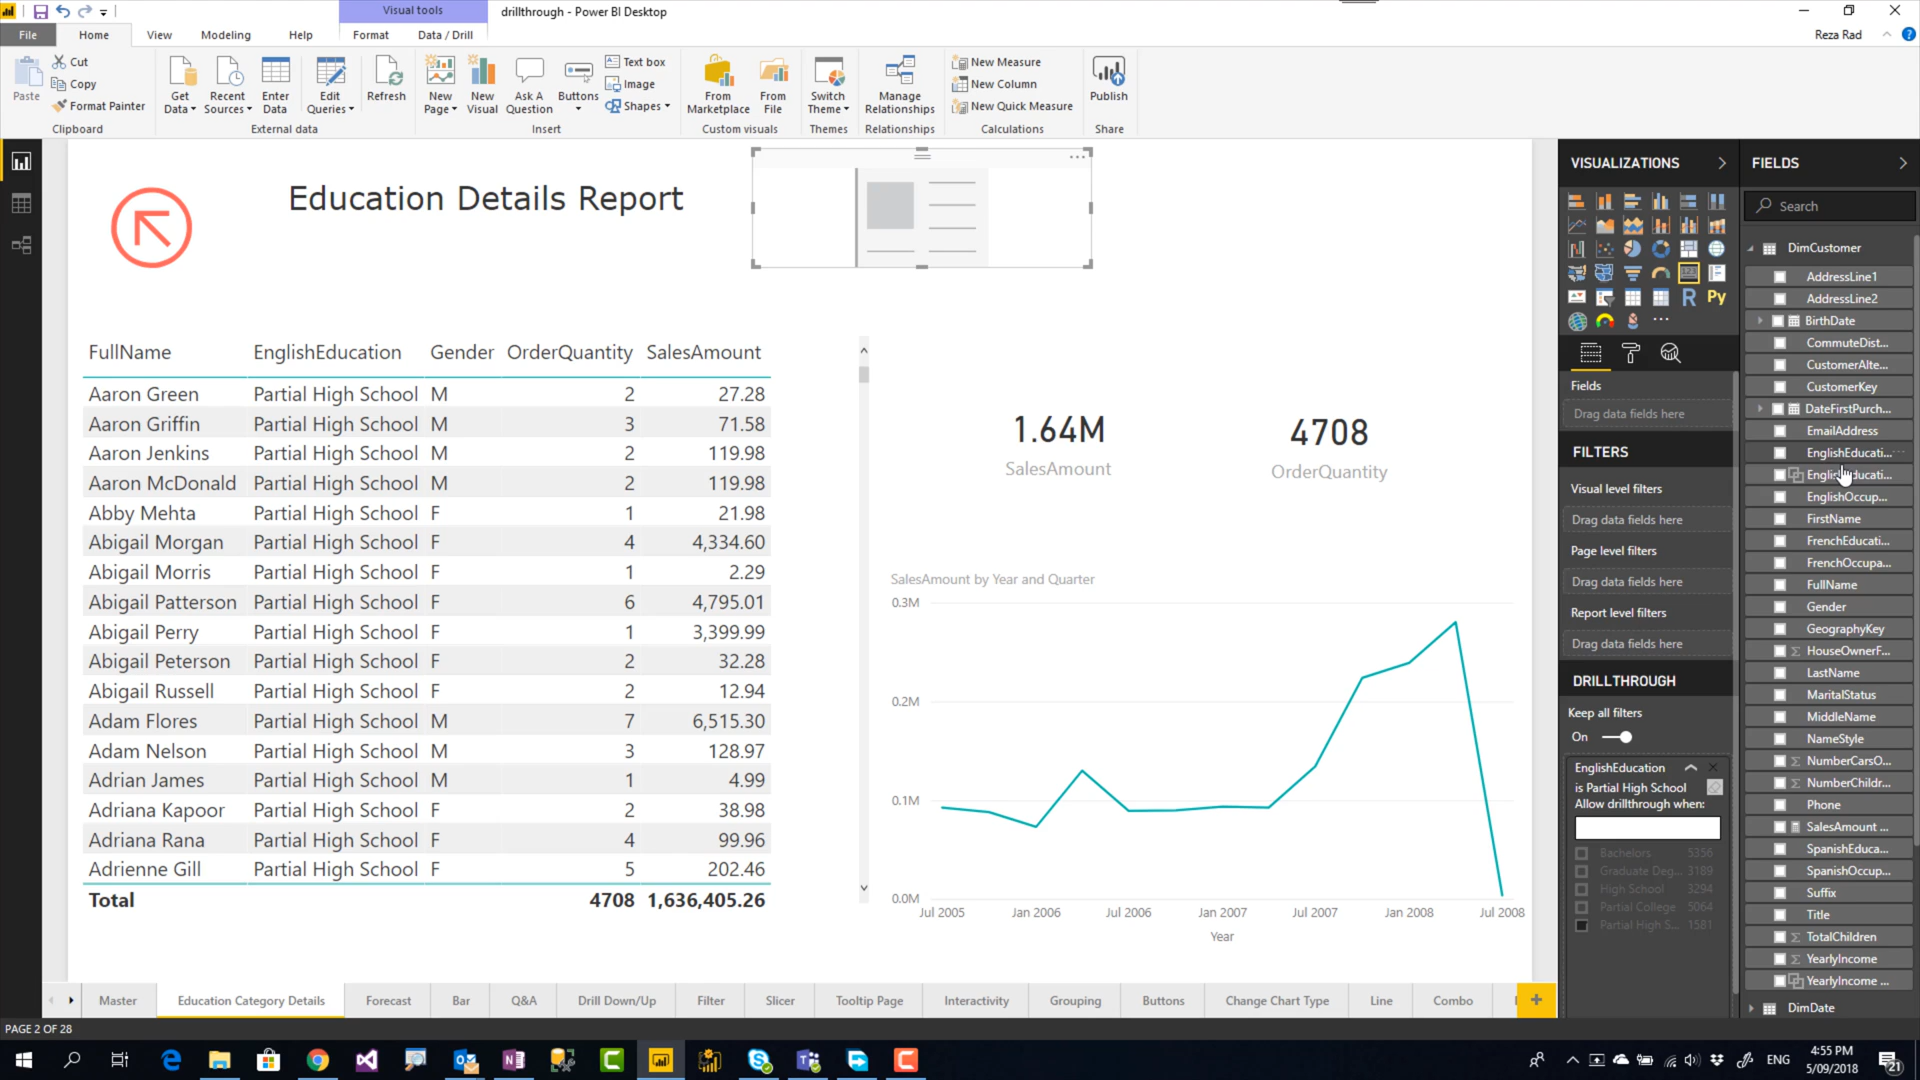 Visual tools
drillthrough - Power BI Desktop
File
Home
View
Modeling
Help
Format
Data / Drill
Reza Rad
Paste
Cut
Copy
Format Painter
Clipboard
Get Data
Recent Sources
Enter Data
External data
Edit Queries
Refresh
New Page
New Visual
Ask A Question
Buttons
Text box
Image
Shapes
Insert
From Marketplace
From File
Custom visuals
Switch Theme
Themes
Manage Relationships
Relationships
New Measure
New Column
New Quick Measure
Calculations
Publish
Share
Education Details Report
FullName EnglishEducation Gender OrderQuantity SalesAmount
Aaron Green Partial High School M 2 27.28
Aaron Griffin Partial High School M 3 71.58
Aaron Jenkins Partial High School M 2 119.98
Aaron McDonald Partial High School M 2 119.98
Abby Mehta Partial High School F 1 21.98
Abigail Morgan Partial High School F 4 4,334.60
Abigail Morris Partial High School F 1 2.29
Abigail Patterson Partial High School F 6 4,795.01
Abigail Perry Partial High School F 1 3,399.99
Abigail Peterson Partial High School F 2 32.28
Abigail Russell Partial High School F 2 12.94
Adam Flores Partial High School M 7 6,515.30
Adam Nelson Partial High School M 3 128.97
Adrian James Partial High School M 1 4.99
Adriana Kapoor Partial High School F 2 38.98
Adriana Rana Partial High School F 4 99.96
Adrienne Gill Partial High School F 5 202.46
Total 4708 1,636,405.26
1.64M
SalesAmount
4708
OrderQuantity
SalesAmount by Year and Quarter
0.3M
0.2M
0.1M
0.0M
Jul 2005 Jan 2006 Jul 2006 Jan 2007 Jul 2007 Jan 2008 Jul 2008
Year
VISUALIZATIONS
R Py
Fields
Drag data fields here
FILTERS
Visual level filters
Drag data fields here
Page level filters
Drag data fields here
Report level filters
Drag data fields here
DRILLTHROUGH
Keep all filters
On
EnglishEducation
is Partial High School
Allow drillthrough when:
Bachelors 5356
Graduate Deg... 3189
High School 3294
Partial College 5064
Partial High S... 1581
FIELDS
Search
DimCustomer
AddressLine1
AddressLine2
BirthDate
CommuteDist...
CustomerAlte...
CustomerKey
DateFirstPurch...
EmailAddress
EnglishEducati...
EnglishEducati...
EnglishOccup...
FirstName
FrenchEducati...
FrenchOccupa...
FullName
Gender
GeographyKey
HouseOwnerF...
LastName
MaritalStatus
MiddleName
NameStyle
NumberCarsO...
NumberChildr...
Phone
SalesAmount ...
SpanishEduca...
SpanishOccup...
Suffix
Title
TotalChildren
YearlyIncome
YearlyIncome ...
DimDate
Master
Education Category Details
Forecast
Bar
Q&A
Drill Down/Up
Filter
Slicer
Tooltip Page
Interactivity
Grouping
Buttons
Change Chart Type
Line
Combo
PAGE 2 OF 28
ENG
4:55 PM
5/09/2018
21